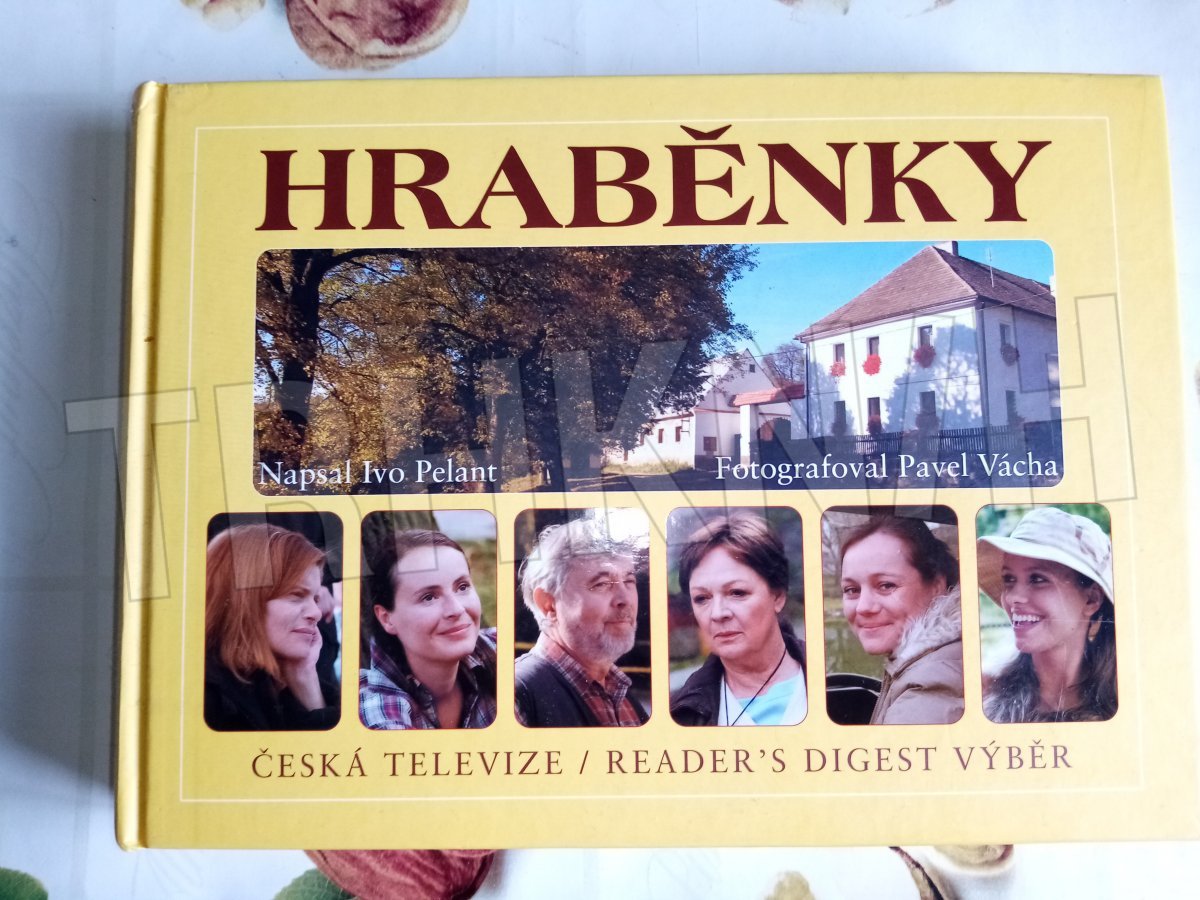 HRABĚNKY
Napsal Ivo Pelant
Fotografoval Pavel Vácha
ČESKÁ TELEVIZE / READER'S DIGEST VÝBĚR